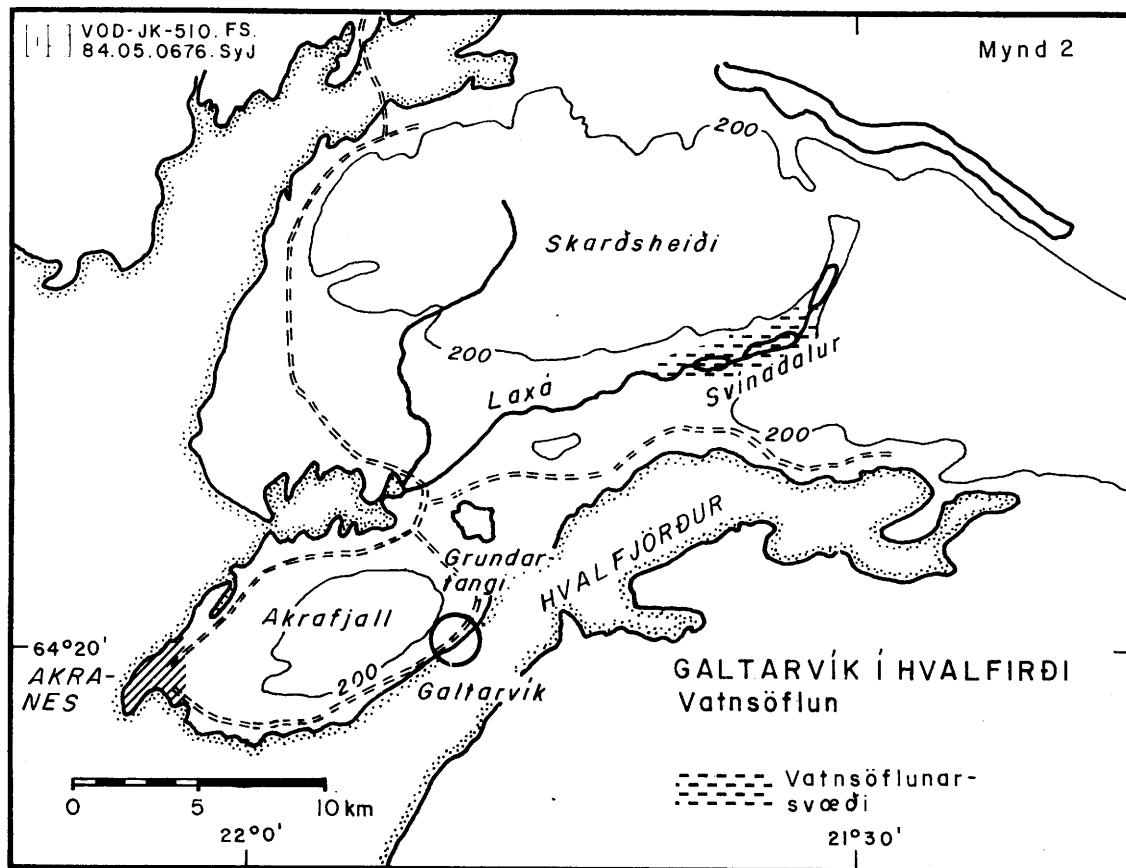 VOD-JK-510. FS.
84.05.0676. SyJ
Mynd 2
200
Skarðsheiði
200
Laxá
Svínadalur
200
Grundar-
tangi
HVALFJÖRÐUR
Akrafjall
64°20'
AKRA-
NES
200
Galtarvík
GALTARVÍK Í HVALFIRÐI
Vatnsöflun
Vatnsöflunar-
svæði
0 5 10 km
22°0'
21°30'